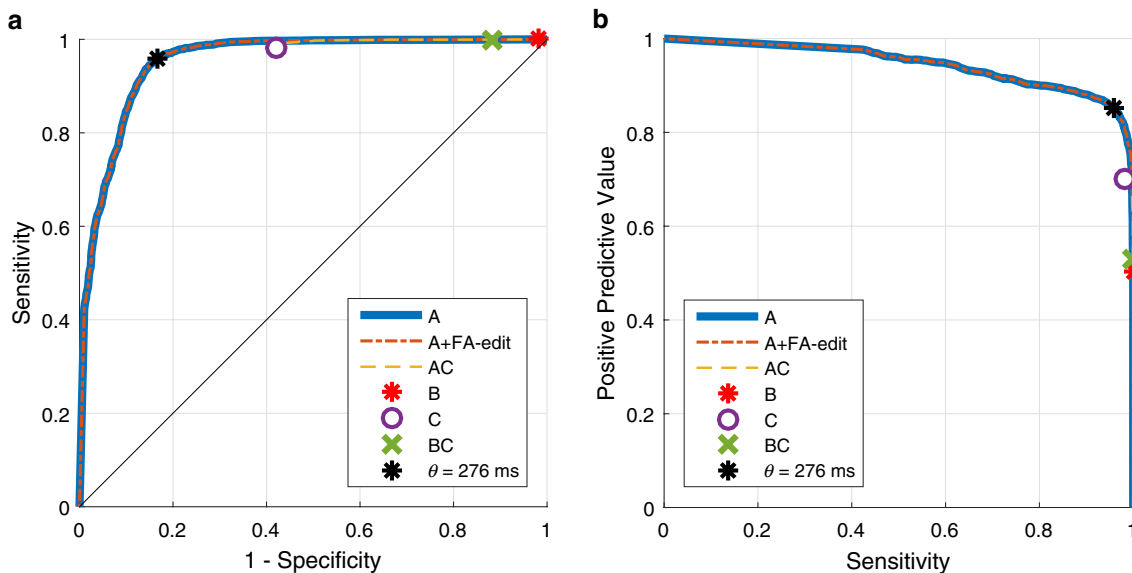 a
1
0.8
0.6
0.4
0.2
0
0 0.2 0.4 0.6 0.8 1
Sensitivity
1 - Specificity
A
A+FA-edit
AC
B
C
BC
θ = 276 ms
b
1
0.8
0.6
0.4
0.2
0
0 0.2 0.4 0.6 0.8 1
Positive Predictive Value
Sensitivity
A
A+FA-edit
AC
B
C
BC
θ = 276 ms